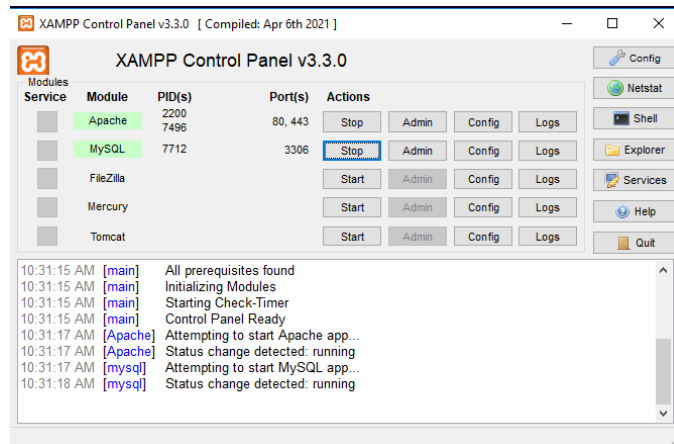 XAMPP Control Panel v3.3.0 [ Compiled: Apr 6th 2021 ]
XAMPP Control Panel v3.3.0
Config
Modules
Netstat
Service Module PID(s) Port(s) Actions
Apache 2200 7496 80, 443 Stop Admin Config Logs
Shell
MySQL 7712 3306 Stop Admin Config Logs
Explorer
FileZilla Start Admin Config Logs
Services
Mercury Start Admin Config Logs
Help
Tomcat Start Admin Config Logs
Quit
10:31:15 AM [main] All prerequisites found
10:31:15 AM [main] Initializing Modules
10:31:15 AM [main] Starting Check-Timer
10:31:15 AM [main] Control Panel Ready
10:31:17 AM [Apache] Attempting to start Apache app...
10:31:17 AM [Apache] Status change detected: running
10:31:17 AM [mysql] Attempting to start MySQL app...
10:31:18 AM [mysql] Status change detected: running